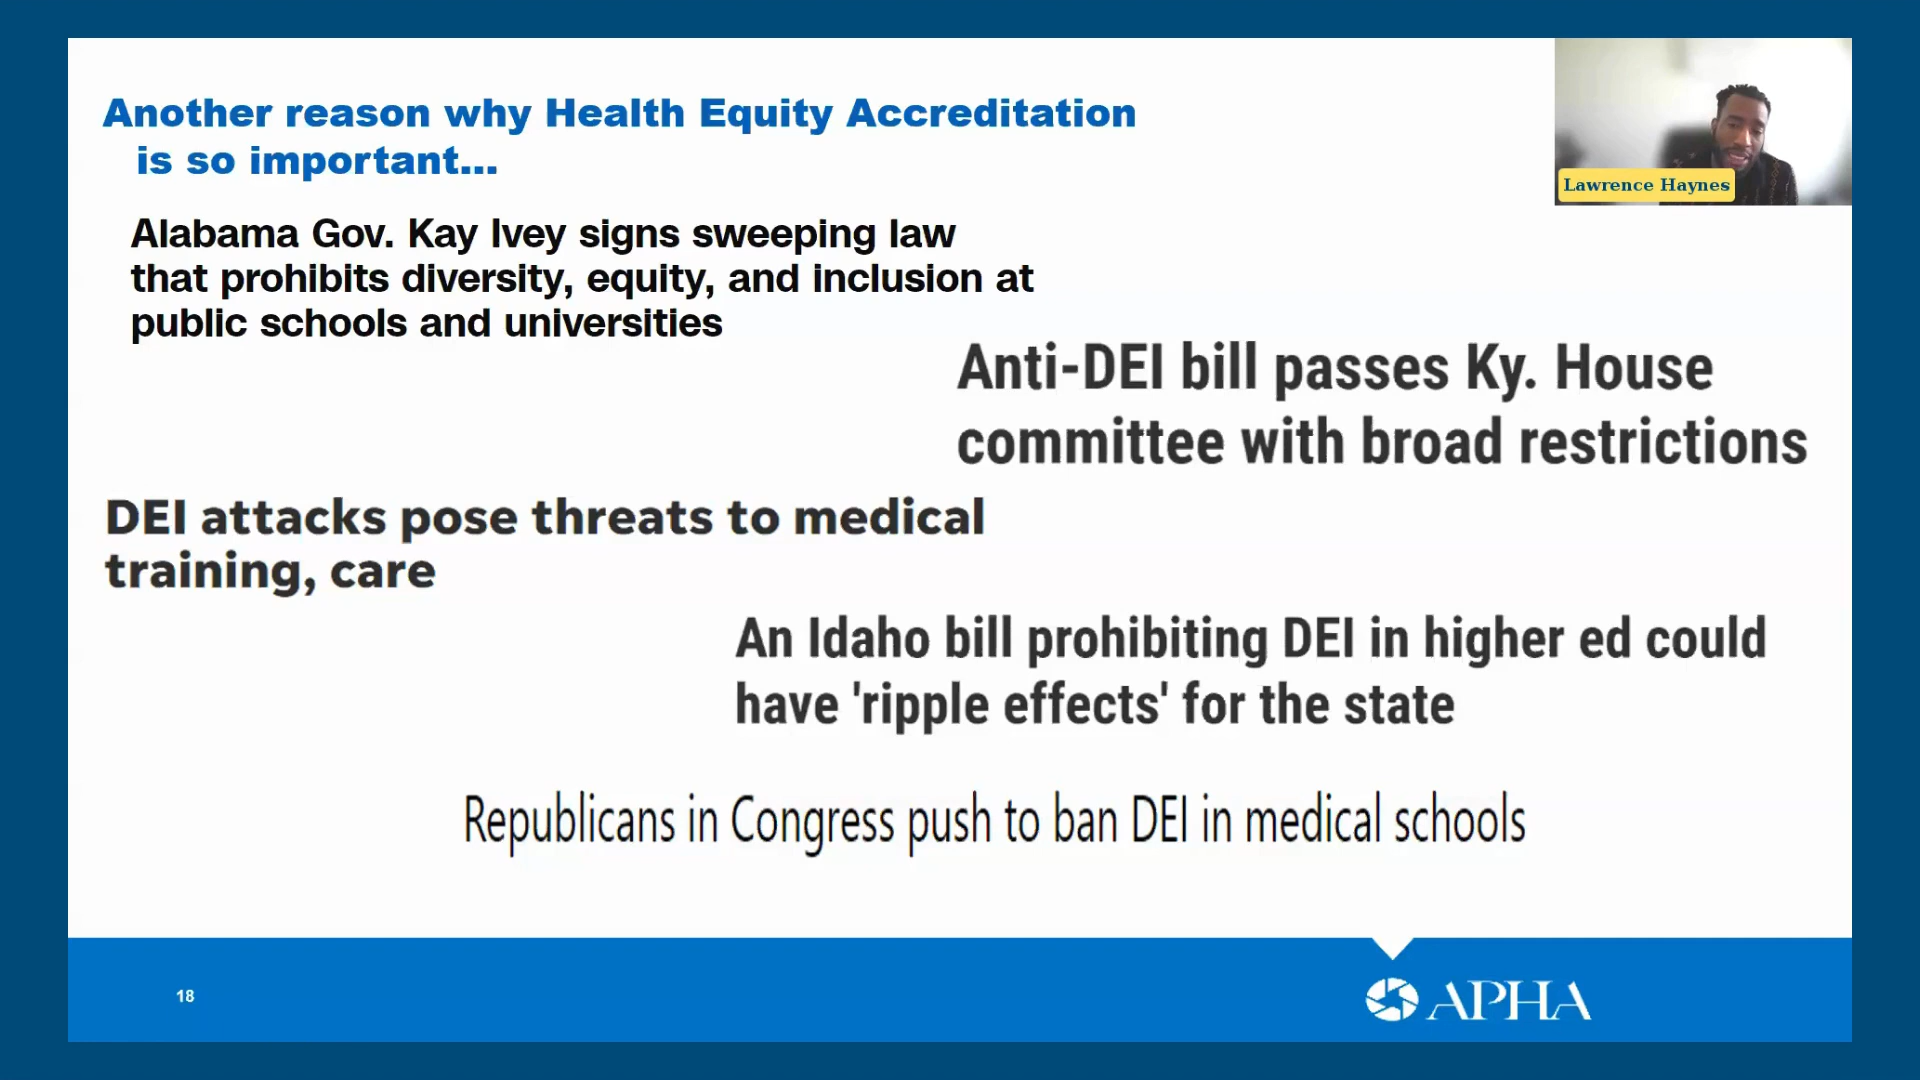 Another reason why Health Equity Accreditation
is so important...
Lawrence Haynes
Alabama Gov. Kay Ivey signs sweeping law
that prohibits diversity, equity, and inclusion at
public schools and universities
Anti-DEI bill passes Ky. House
committee with broad restrictions
DEI attacks pose threats to medical
training, care
An Idaho bill prohibiting DEI in higher ed could
have 'ripple effects' for the state
Republicans in Congress push to ban DEI in medical schools
18
APHA